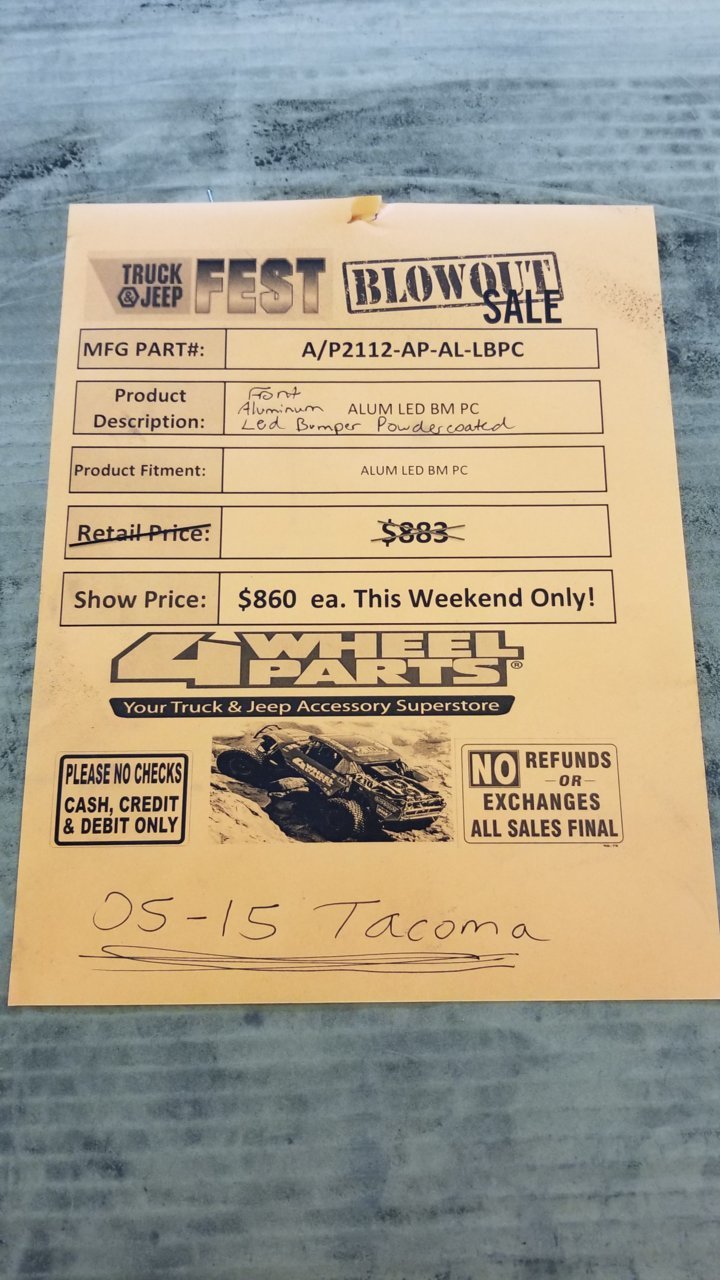 TRUCK & JEEP FEST BLOWOUT SALE
MFG PART#: A/P2112-AP-AL-LBPC
Product Description: Font Aluminum ALUM LED BM PC
Led Bumper Powdercoated
Product Fitment: ALUM LED BM PC
Retail Price: $883
Show Price: $860 ea. This Weekend Only!
4 WHEEL PARTS®
Your Truck & Jeep Accessory Superstore
PLEASE NO CHECKS
CASH, CREDIT
& DEBIT ONLY
NO REFUNDS
-OR-
EXCHANGES
ALL SALES FINAL
05-15 Tacoma